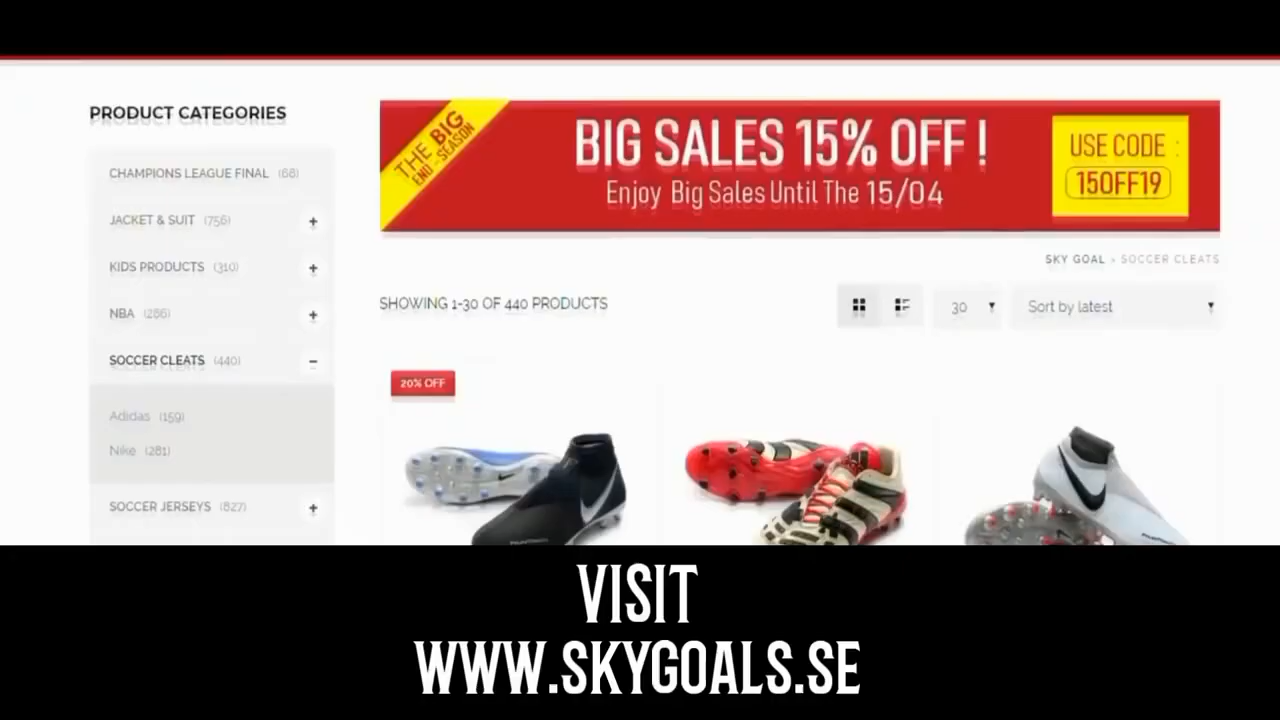 PRODUCT CATEGORIES
CHAMPIONS LEAGUE FINAL (68)
JACKET & SUIT (756) +
KIDS PRODUCTS (310) +
NBA (286) +
SOCCER CLEATS (440) −
Adidas (159)
Nike (281)
SOCCER JERSEYS (827) +
THE BIG
END - SEASON
BIG SALES 15% OFF !
Enjoy Big Sales Until The 15/04
USE CODE :
15OFF19
SKY GOAL » SOCCER CLEATS
SHOWING 1-30 OF 440 PRODUCTS
30
Sort by latest
20% OFF
VISIT
WWW.SKYGOALS.SE